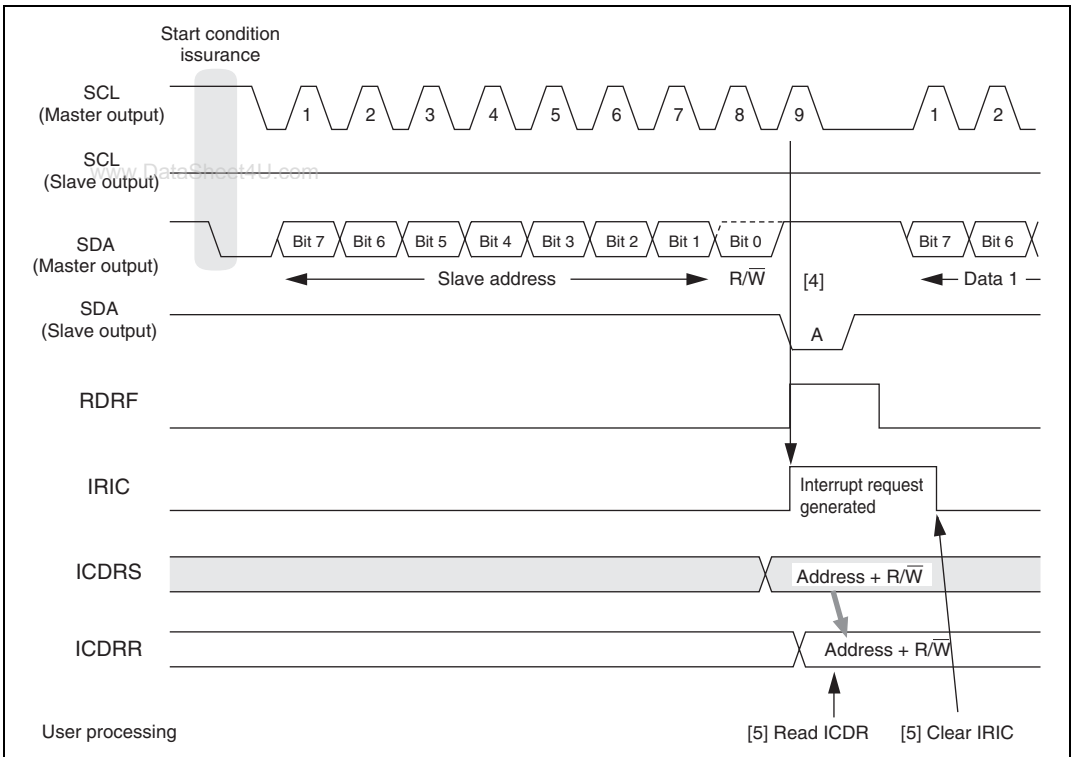 Start condition
issurance
SCL
(Master output)
1 2 3 4 5 6 7 8 9 1 2
SCL
(Slave output)
www.DataSheet4U.com
SDA
(Master output)
Bit 7 Bit 6 Bit 5 Bit 4 Bit 3 Bit 2 Bit 1 Bit 0 Bit 7 Bit 6
Slave address R/W̅ [4] Data 1
SDA
(Slave output)
A
RDRF
IRIC
Interrupt request
generated
ICDRS
Address + R/W̅
ICDRR
Address + R/W̅
User processing
[5] Read ICDR [5] Clear IRIC